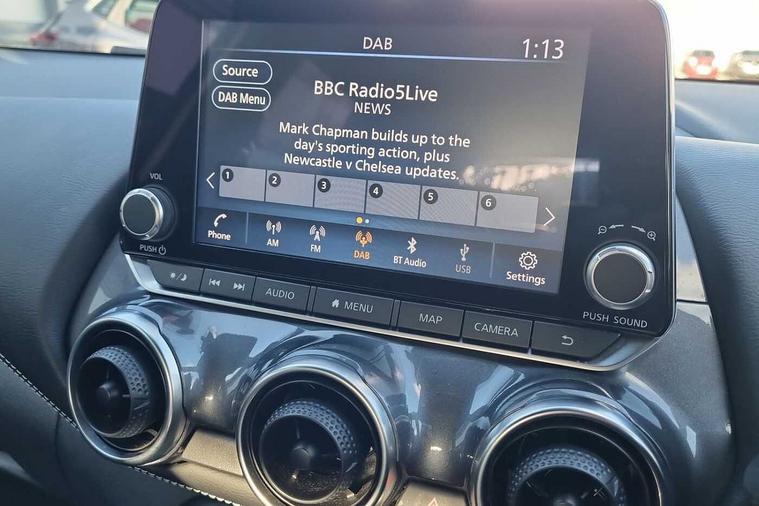 DAB
1:13
Source
BBC Radio5Live
DAB Menu
NEWS
Mark Chapman builds up to the
day's sporting action, plus
Newcastle v Chelsea updates.
1 2 3 4 5 6
Phone AM FM DAB BT Audio USB Settings
VOL
PUSH
PUSH SOUND
AUDIO MENU MAP CAMERA